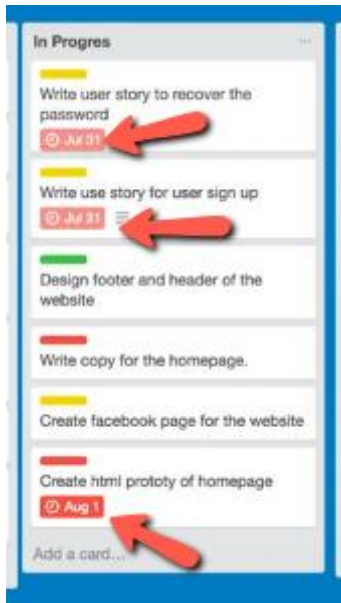 In Progres
Write user story to recover the
password
Jul 31
Write use story for user sign up
Jul 31
Design footer and header of the
website
Write copy for the homepage.
Create facebook page for the website
Create html prototy of homepage
Aug 1
Add a card...